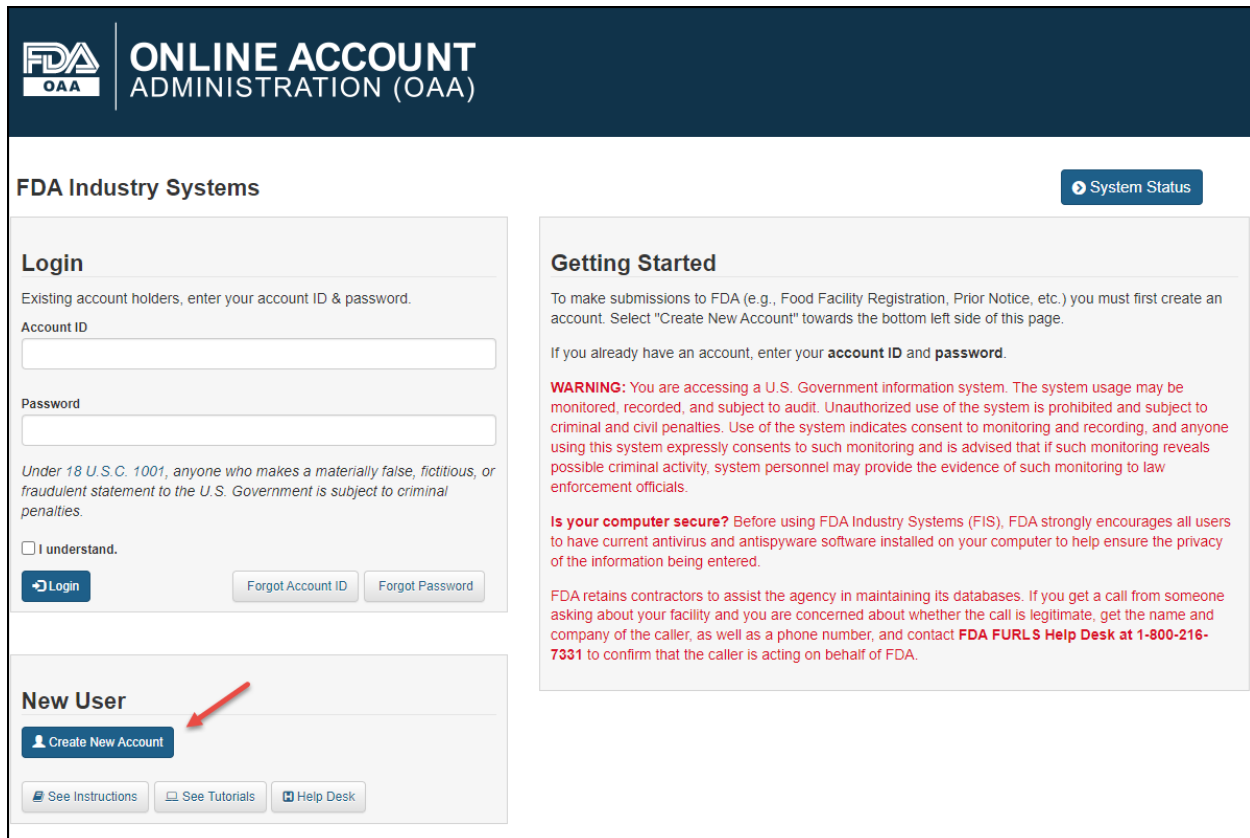 FDA
OAA
ONLINE ACCOUNT
ADMINISTRATION (OAA)
FDA Industry Systems
System Status
Login
Existing account holders, enter your account ID & password.
Account ID
Password
Under 18 U.S.C. 1001, anyone who makes a materially false, fictitious, or
fraudulent statement to the U.S. Government is subject to criminal
penalties.
I understand.
Login
Forgot Account ID
Forgot Password
New User
Create New Account
See Instructions
See Tutorials
Help Desk
Getting Started
To make submissions to FDA (e.g., Food Facility Registration, Prior Notice, etc.) you must first create an
account. Select "Create New Account" towards the bottom left side of this page.
If you already have an account, enter your account ID and password.
WARNING: You are accessing a U.S. Government information system. The system usage may be
monitored, recorded, and subject to audit. Unauthorized use of the system is prohibited and subject to
criminal and civil penalties. Use of the system indicates consent to monitoring and recording, and anyone
using this system expressly consents to such monitoring and is advised that if such monitoring reveals
possible criminal activity, system personnel may provide the evidence of such monitoring to law
enforcement officials.
Is your computer secure? Before using FDA Industry Systems (FIS), FDA strongly encourages all users
to have current antivirus and antispyware software installed on your computer to help ensure the privacy
of the information being entered.
FDA retains contractors to assist the agency in maintaining its databases. If you get a call from someone
asking about your facility and you are concerned about whether the call is legitimate, get the name and
company of the caller, as well as a phone number, and contact FDA FURLS Help Desk at 1-800-216-
7331 to confirm that the caller is acting on behalf of FDA.